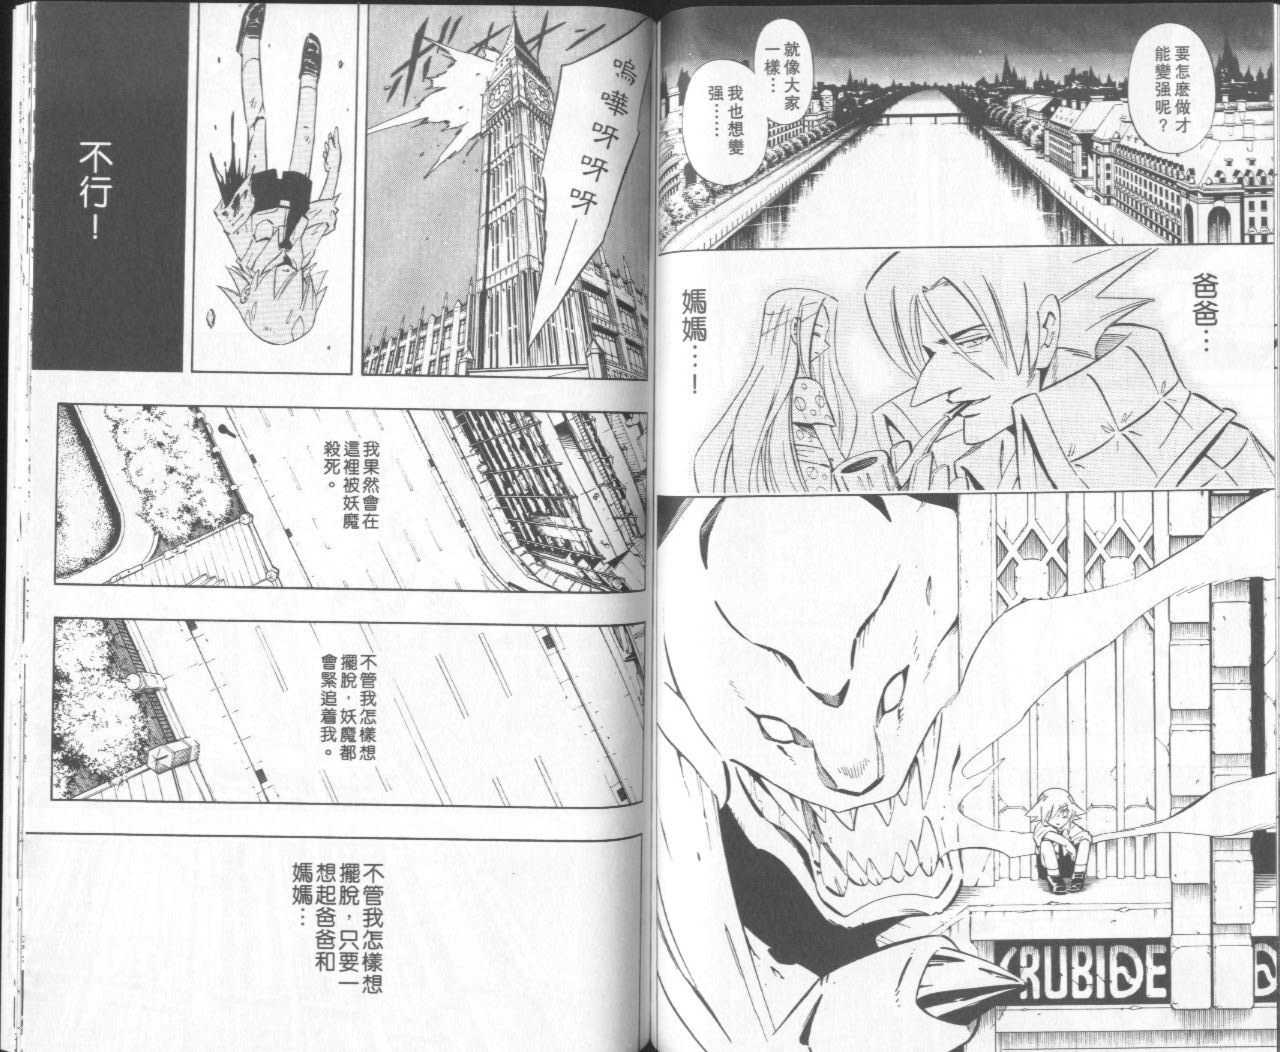 要怎麼做才
能變强呢？
就像大家
一樣…
我也想變
强……
爸爸…
媽媽…！
RUBIDE
嗚嘩呀呀呀
不行！
我果然會在
這裡被妖魔
殺死。
不管我怎樣想
擺脫，妖魔都
會緊追着我。
不管我怎樣想
擺脫，只要一
想起爸爸和
媽媽…